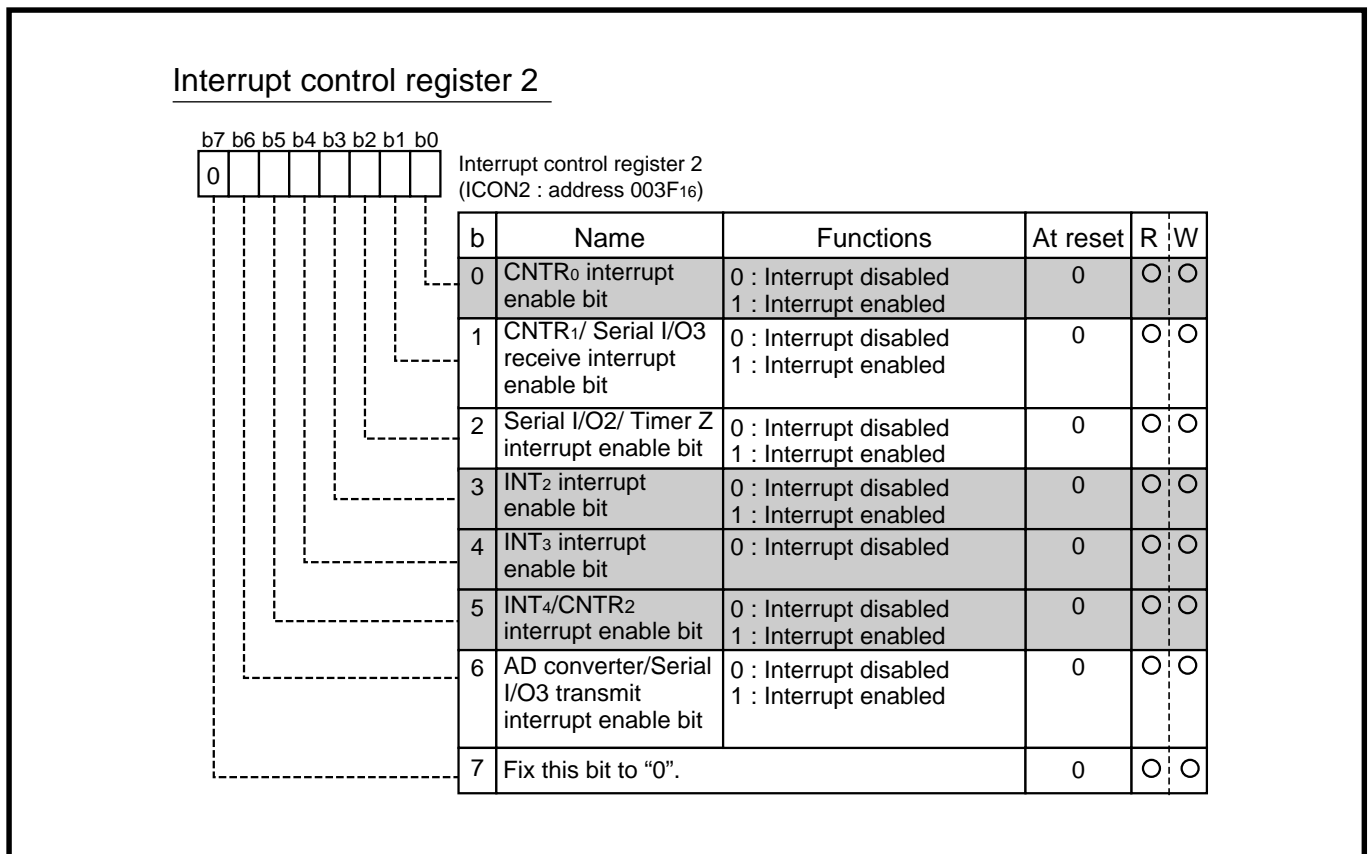 Interrupt control register 2
b7 b6 b5 b4 b3 b2 b1 b0
0
Interrupt control register 2
(ICON2 : address 003F16)
b Name Functions At reset R W
0 CNTR0 interrupt enable bit 0 : Interrupt disabled 1 : Interrupt enabled 0 ○ ○
1 CNTR1/ Serial I/O3 receive interrupt enable bit 0 : Interrupt disabled 1 : Interrupt enabled 0 ○ ○
2 Serial I/O2/ Timer Z interrupt enable bit 0 : Interrupt disabled 1 : Interrupt enabled 0 ○ ○
3 INT2 interrupt enable bit 0 : Interrupt disabled 1 : Interrupt enabled 0 ○ ○
4 INT3 interrupt enable bit 0 : Interrupt disabled 0 ○ ○
5 INT4/CNTR2 interrupt enable bit 0 : Interrupt disabled 1 : Interrupt enabled 0 ○ ○
6 AD converter/Serial I/O3 transmit interrupt enable bit 0 : Interrupt disabled 1 : Interrupt enabled 0 ○ ○
7 Fix this bit to “0”. 0 ○ ○